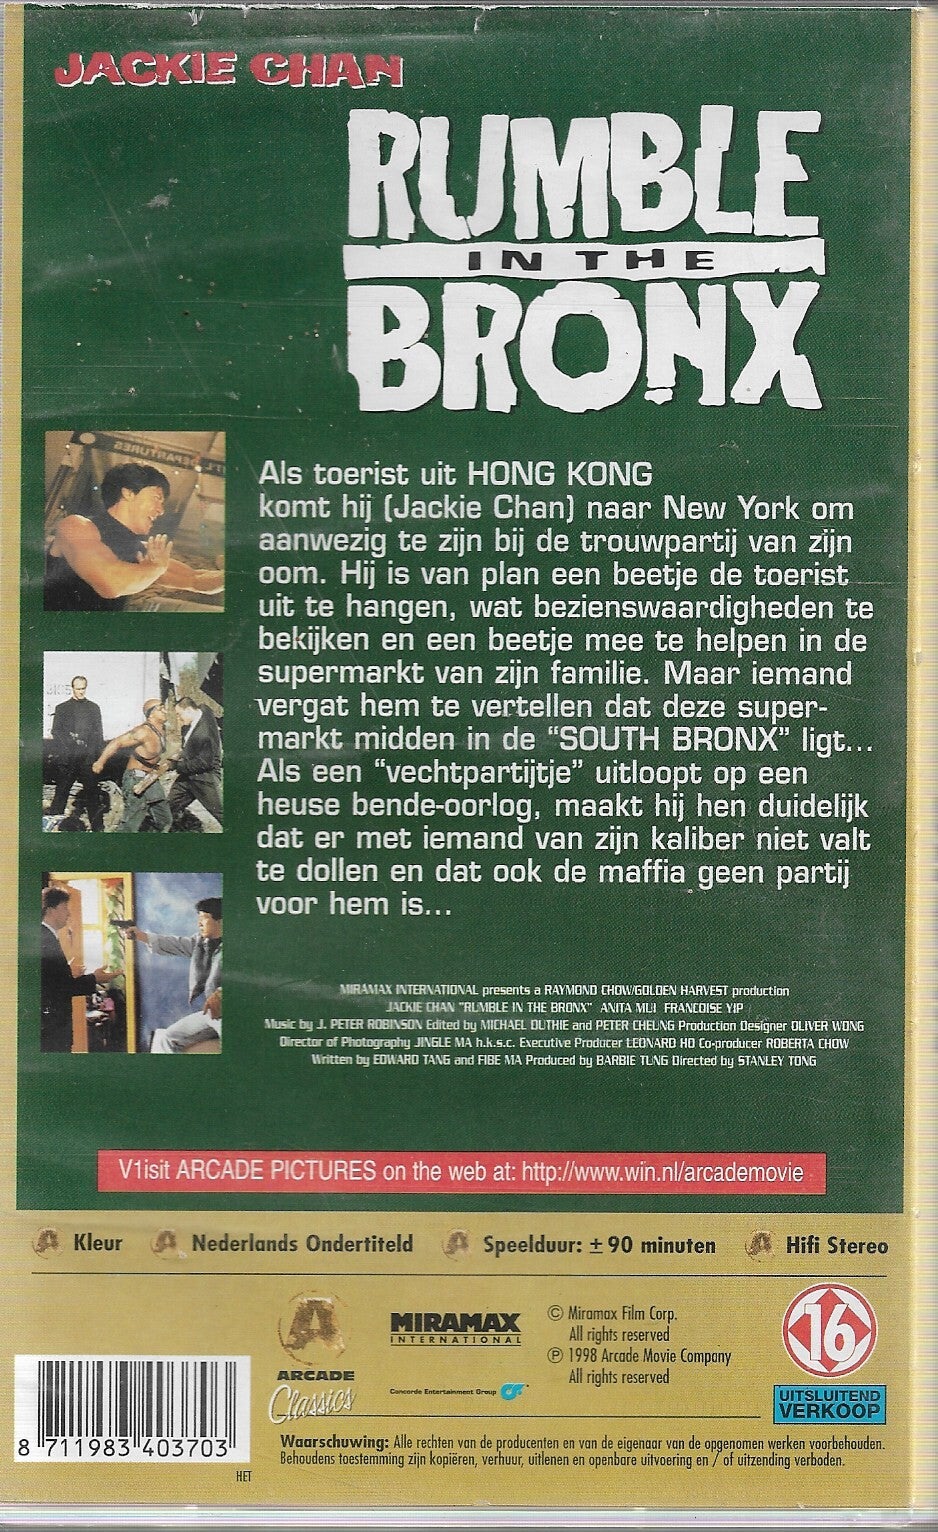 JACKIE CHAN
RUMBLE
IN THE
BRONX
Als toerist uit HONG KONG
komt hij (Jackie Chan) naar New York om
aanwezig te zijn bij de trouwpartij van zijn
oom. Hij is van plan een beetje de toerist
uit te hangen, wat bezienswaardigheden te
bekijken en een beetje mee te helpen in de
supermarkt van zijn familie. Maar iemand
vergat hem te vertellen dat deze super-
markt midden in de "SOUTH BRONX" ligt...
Als een "vechtpartijtje" uitloopt op een
heuse bende-oorlog, maakt hij hen duidelijk
dat er met iemand van zijn kaliber niet valt
te dollen en dat ook de maffia geen partij
voor hem is...
MIRAMAX INTERNATIONAL presents a RAYMOND CHOW/GOLDEN HARVEST production
JACKIE CHAN "RUMBLE IN THE BRONX" ANITA MUI FRANCOISE YIP
Music by J. PETER ROBINSON Edited by MICHAEL DUTHIE and PETER CHEUNG Production Designer OLIVER WONG
Director of Photography JINGLE MA h.k.s.c. Executive Producer LEONARD HO Co-producer ROBERTA CHOW
Written by EDWARD TANG and FIBE MA Produced by BARBIE TUNG Directed by STANLEY TONG
V1isit ARCADE PICTURES on the web at: http://www.win.nl/arcademovie
Kleur Nederlands Ondertiteld Speelduur: ± 90 minuten Hifi Stereo
ARCADE
Classics
MIRAMAX
INTERNATIONAL
Concorde Entertainment Group
© Miramax Film Corp.
All rights reserved
℗ 1998 Arcade Movie Company
All rights reserved
16
UITSLUITEND
VERKOOP
8 711983 403703
HET
Waarschuwing: Alle rechten van de producenten en van de eigenaar van de opgenomen werken voorbehouden.
Behoudens toestemming zijn kopiëren, verhuur, uitlenen en openbare uitvoering en / of uitzending verboden.